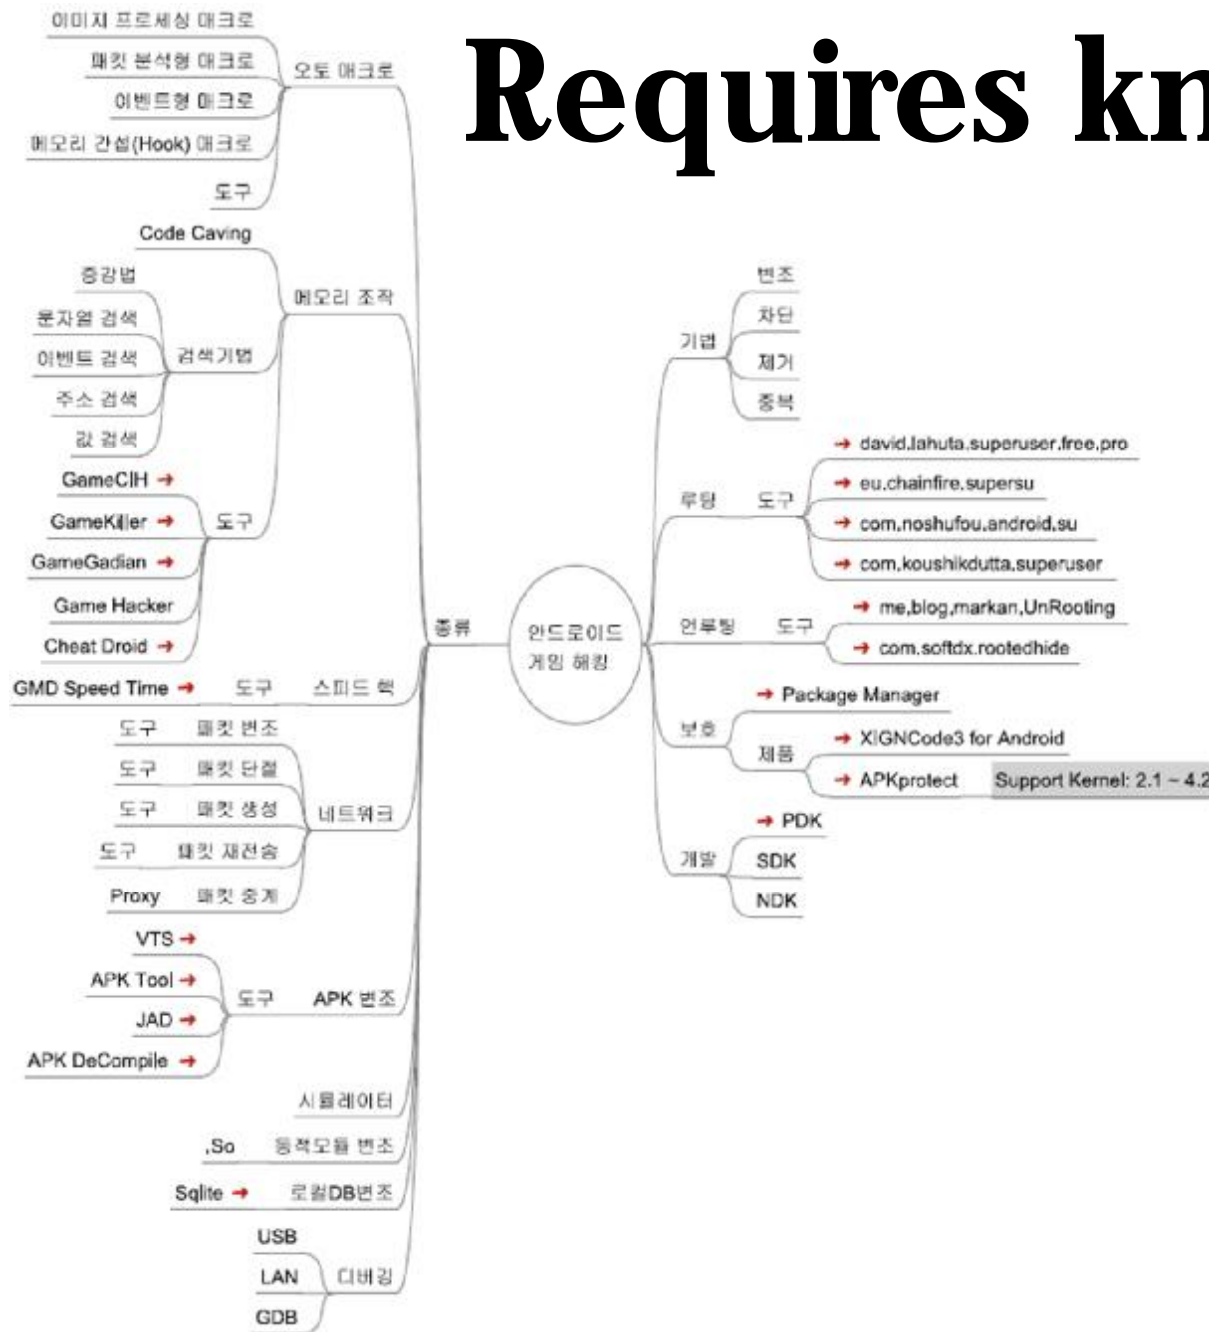 Requires kn
이미지 프로세싱 매크로
패킷 분석형 매크로
이벤트형 매크로
메모리 간섭(Hook) 매크로
도구
오토 매크로
Code Caving
증감법
문자열 검색
이벤트 검색
주소 검색
값 검색
검색기법
메모리 조작
GameCIH
GameKiller
GameGadian
Game Hacker
Cheat Droid
도구
GMD Speed Time 도구 스피드 핵
도구 패킷 변조
도구 패킷 단절
도구 패킷 생성
도구 패킷 재전송
Proxy 패킷 중계
네트워크
VTS
APK Tool
JAD
APK DeCompile
도구 APK 변조
시뮬레이터
.So 동적모듈 변조
Sqlite 로컬DB변조
USB
LAN
GDB
디버깅
종류
안드로이드
게임 해킹
기법
변조
차단
제거
중복
루팅 도구
david.lahuta.superuser.free.pro
eu.chainfire.supersu
com.noshufou.android.su
com.koushikdutta.superuser
언루팅 도구
me.blog.markan.UnRooting
com.softdx.rootedhide
보호
Package Manager
제품
XIGNCode3 for Android
APKprotect Support Kernel: 2.1 ~ 4.2
개발
PDK
SDK
NDK